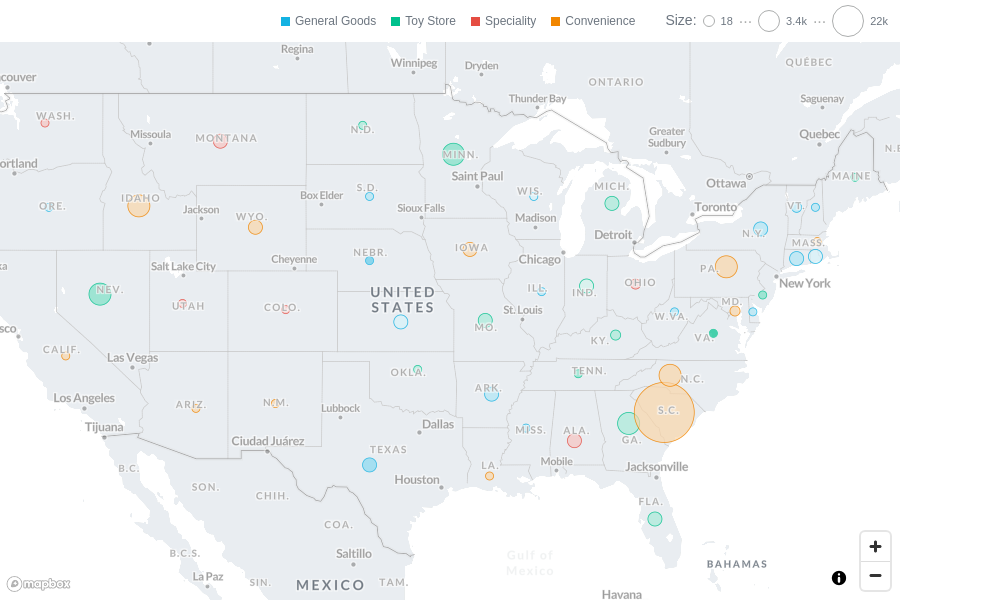 General Goods Toy Store Speciality Convenience Size: 18 3.4k 22k
Regina
Winnipeg
Dryden
ONTARIO
QUÉBEC
couver
Thunder Bay
Saguenay
WASH.
Missoula
MONTANA
N.D.
MINN.
Greater
Sudbury
Quebec
N.B
ortland
Saint Paul
Ottawa
MAINE
ORE.
IDAHO
Jackson
WYO.
Box Elder
S.D.
Sioux Falls
WIS.
Madison
MICH.
Toronto
VT.
Detroit
N.Y.
MASS.
ka
Salt Lake City
Cheyenne
NEBR.
IOWA
Chicago
PA.
New York
NEV.
UTAH
COLO.
UNITED
STATES
ILL.
IND.
OHIO
MD.
sco
St. Louis
MO.
W.VA.
VA.
CALIF.
Las Vegas
KY.
Los Angeles
ARIZ.
N.M.
OKLA.
ARK.
TENN.
N.C.
Tijuana
Lubbock
Dallas
S.C.
Ciudad Juárez
TEXAS
MISS.
ALA.
GA.
B.C.
SON.
CHIH.
Houston
LA.
Mobile
Jacksonville
COA.
FLA.
B.C.S.
Saltillo
Gulf of
Mexico
BAHAMAS
La Paz
SIN.
MEXICO
TAM.
Havana
mapbox